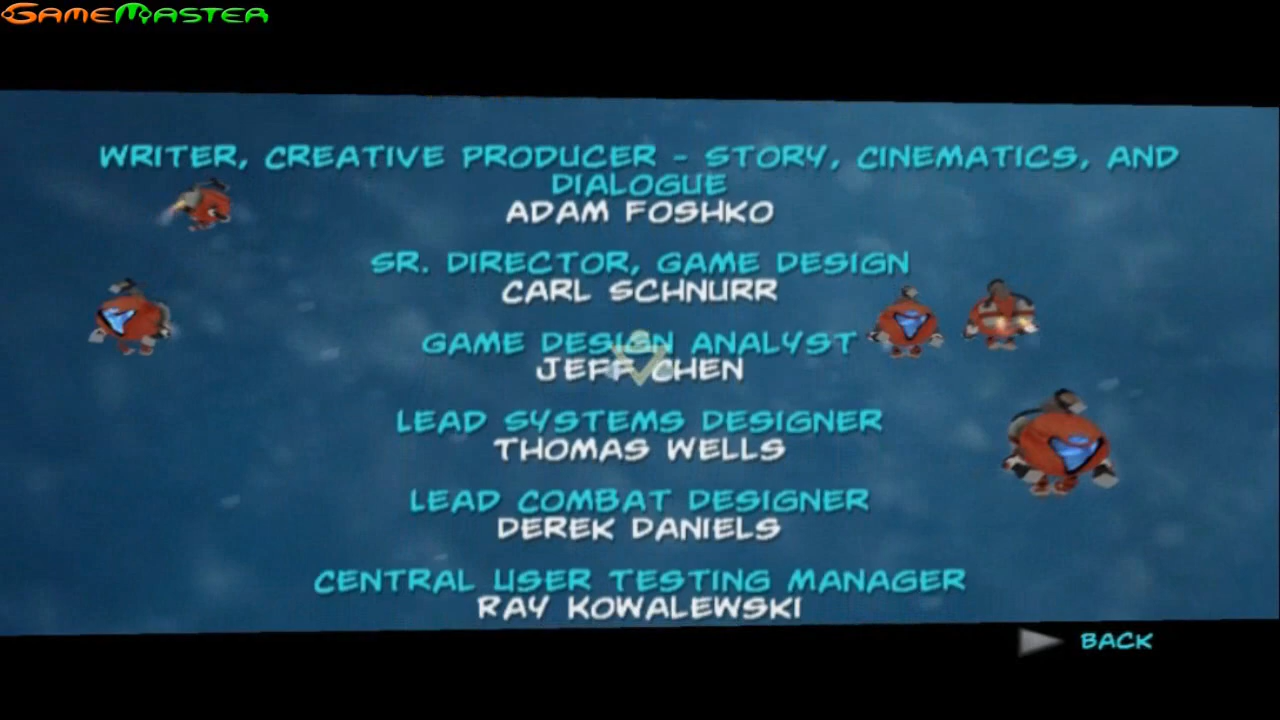 GAMEMASTER
WRITER, CREATIVE PRODUCER - STORY, CINEMATICS, AND
DIALOGUE
ADAM FOSHKO
SR. DIRECTOR, GAME DESIGN
CARL SCHNURR
GAME DESIGN ANALYST
JEFF CHEN
LEAD SYSTEMS DESIGNER
THOMAS WELLS
LEAD COMBAT DESIGNER
DEREK DANIELS
CENTRAL USER TESTING MANAGER
RAY KOWALEWSKI
BACK